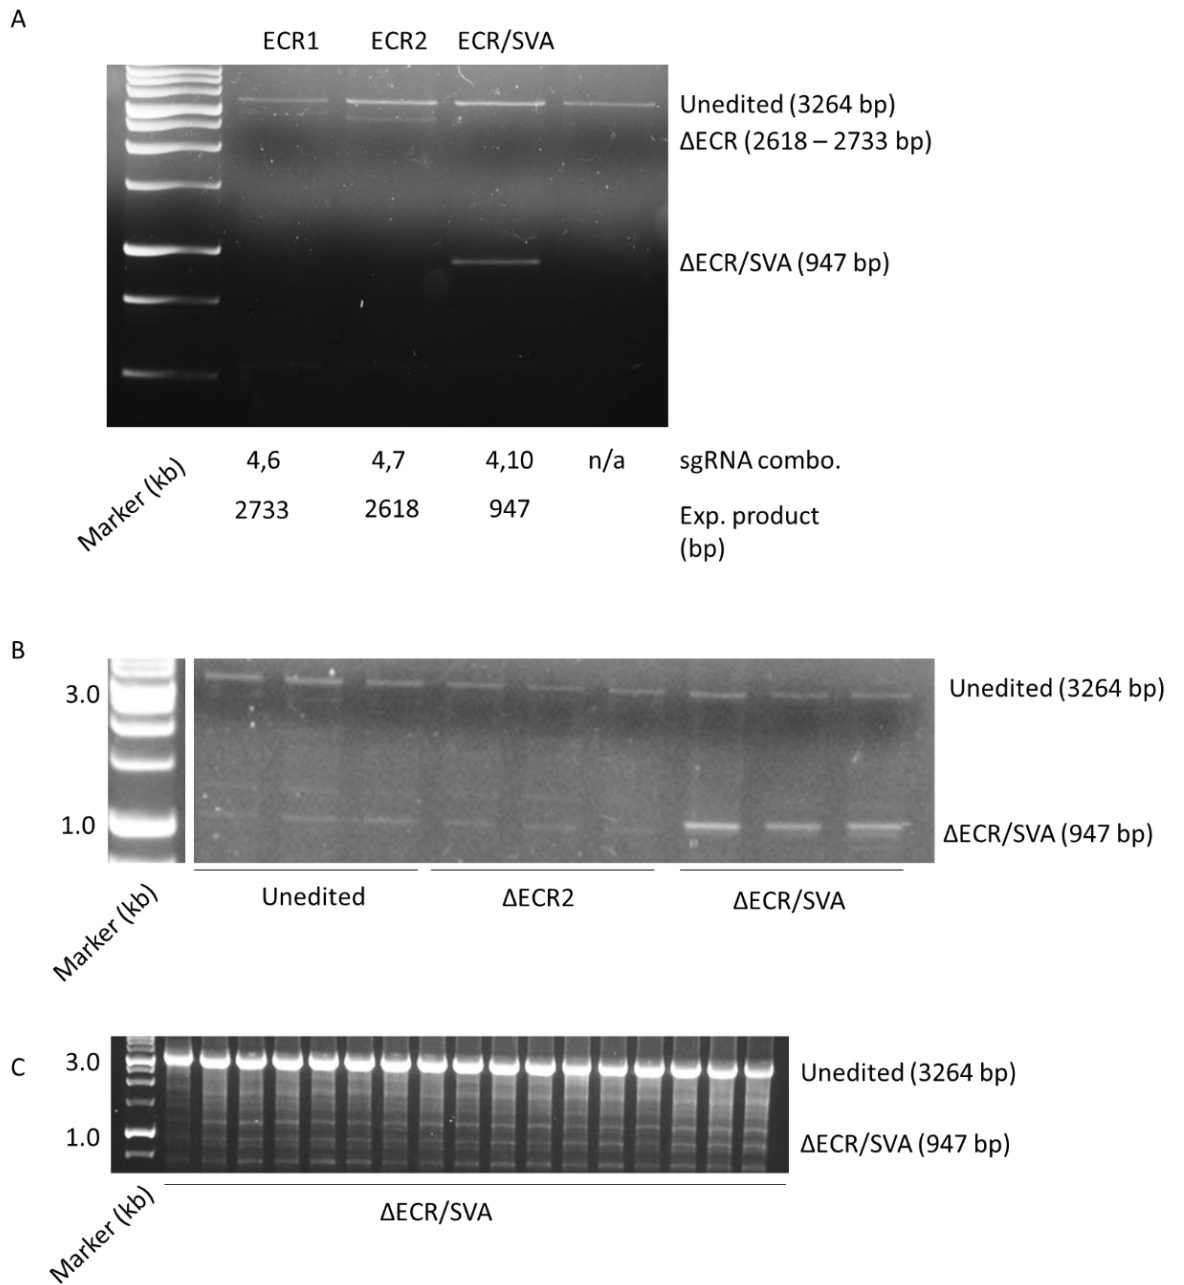 A
ECR1 ECR2 ECR/SVA
Unedited (3264 bp)
ΔECR (2618 – 2733 bp)
ΔECR/SVA (947 bp)
Marker (kb)
4,6 4,7 4,10 n/a sgRNA combo.
2733 2618 947 Exp. product
(bp)
B
3.0
1.0
Unedited (3264 bp)
ΔECR/SVA (947 bp)
Marker (kb)
Unedited ΔECR2 ΔECR/SVA
C
3.0
1.0
Unedited (3264 bp)
ΔECR/SVA (947 bp)
Marker (kb)
ΔECR/SVA